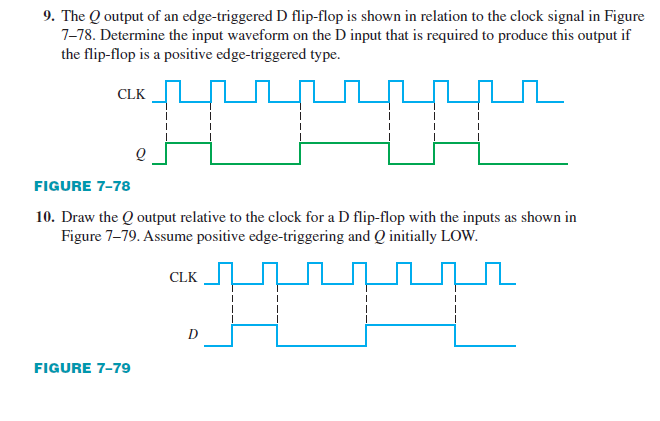 9. The Q output of an edge-triggered D flip-flop is shown in relation to the clock signal in Figure
7–78. Determine the input waveform on the D input that is required to produce this output if
the flip-flop is a positive edge-triggered type.
CLK
Q
FIGURE 7–78
10. Draw the Q output relative to the clock for a D flip-flop with the inputs as shown in
Figure 7–79. Assume positive edge-triggering and Q initially LOW.
CLK
D
FIGURE 7–79